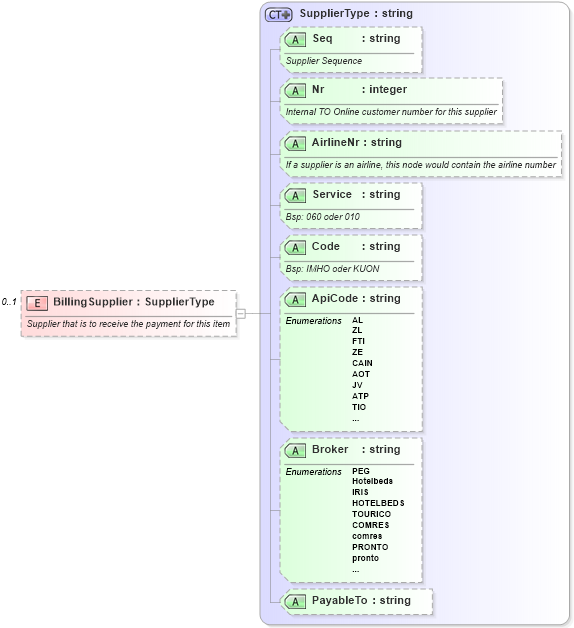 CT SupplierType : string
A Seq : string
Supplier Sequence
A Nr : integer
Internal TO Online customer number for this supplier
A AirlineNr : string
If a supplier is an airline, this node would contain the airline number
A Service : string
Bsp: 060 oder 010
A Code : string
Bsp: IMHO oder KUON
0..1
E BillingSupplier : SupplierType
Supplier that is to receive the payment for this item
A ApiCode : string
Enumerations AL
ZL
FTI
ZE
CAIN
AOT
JV
ATP
TIO
...
A Broker : string
Enumerations PEG
Hotelbeds
IRIS
HOTELBEDS
TOURICO
COMRES
comres
PRONTO
pronto
...
A PayableTo : string